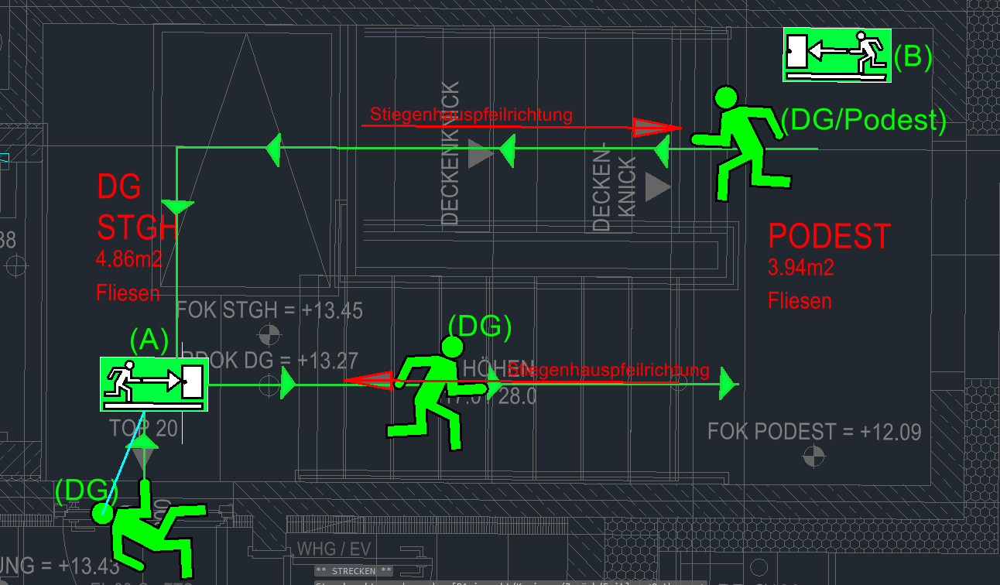 (B)
Stiegenhauspfeilrichtung
(DG/Podest)
DECKENKNICK
DECKEN-
KNICK
DG
STGH
4.86m2
Fliesen
PODEST
3.94m2
Fliesen
38
FOK STGH = +13.45
(A)
(DG)
RDOK DG = +13.27
HÖHEN
Stiegenhauspfeilrichtung
28.0
TOP 20
FOK PODEST = +12.09
(DG)
WHG / EV
UNG = +13.43
** STRECKEN **